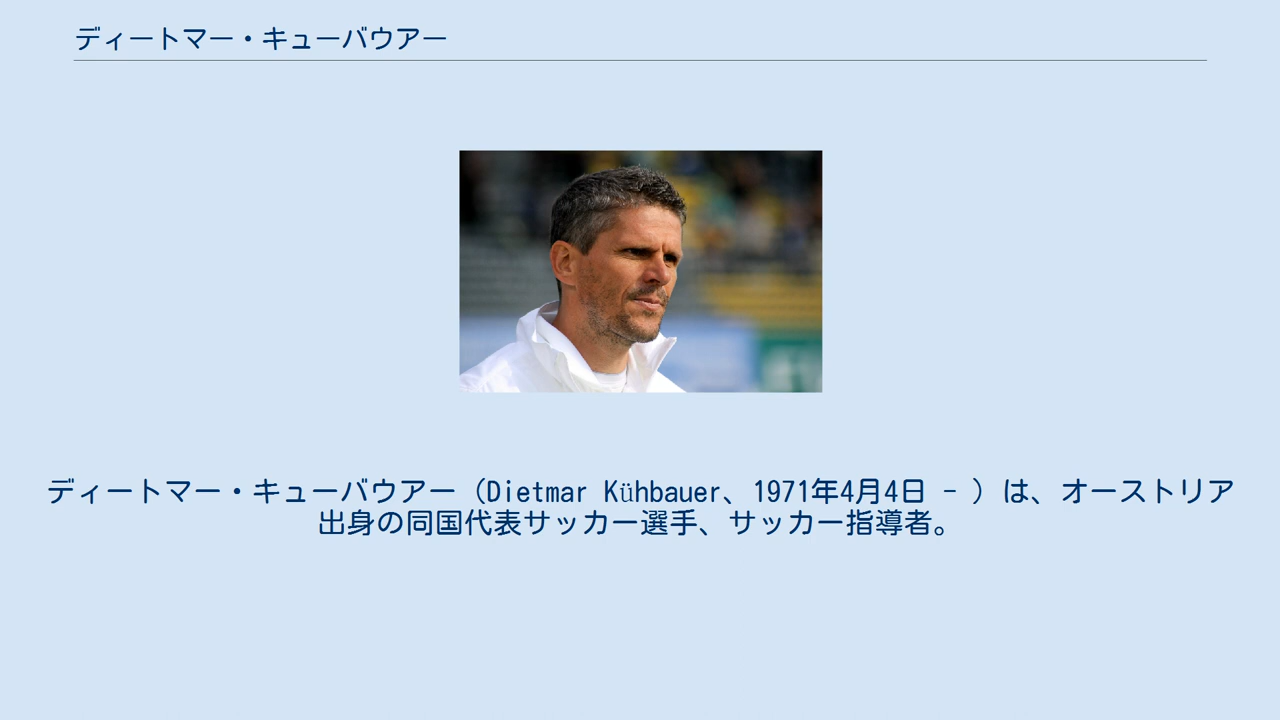 ディートマー・キューバウアー
ディートマー・キューバウアー（Dietmar Kühbauer、1971年4月4日 - ）は、オーストリア
出身の同国代表サッカー選手、サッカー指導者。